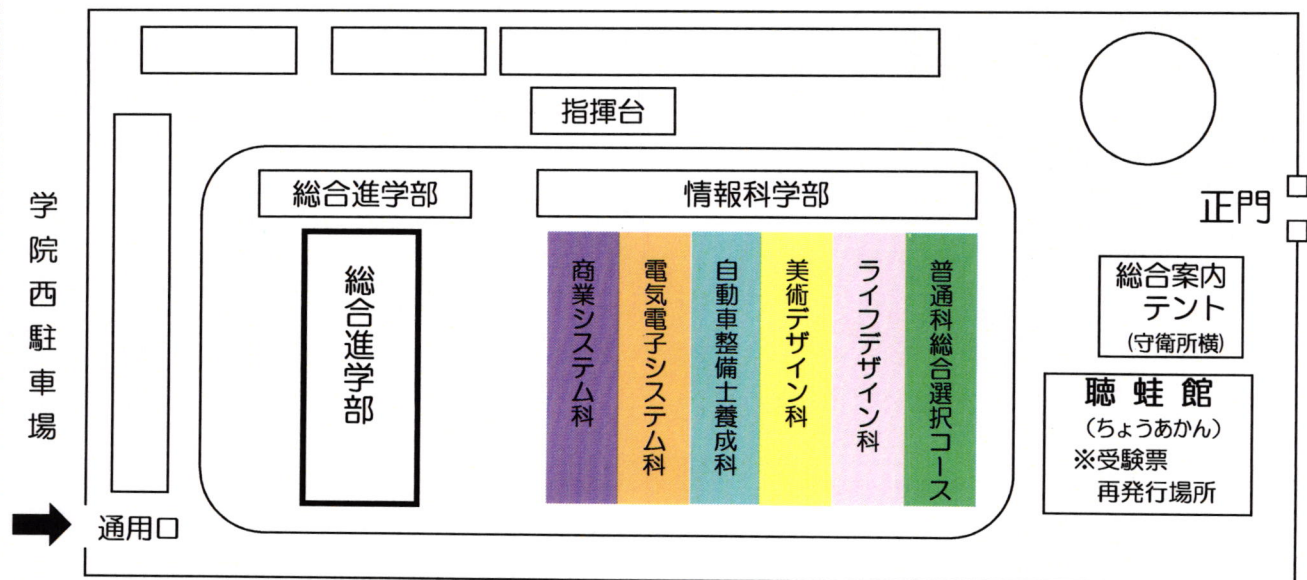 指揮台
学院西駐車場
総合進学部
情報科学部
正門
総合進学部
商業システム科
電気電子システム科
自動車整備士養成科
美術デザイン科
ライフデザイン科
普通科総合選択コース
総合案内
テント
(守衛所横)
聴蛙館
(ちょうあかん)
※受験票
再発行場所
通用口